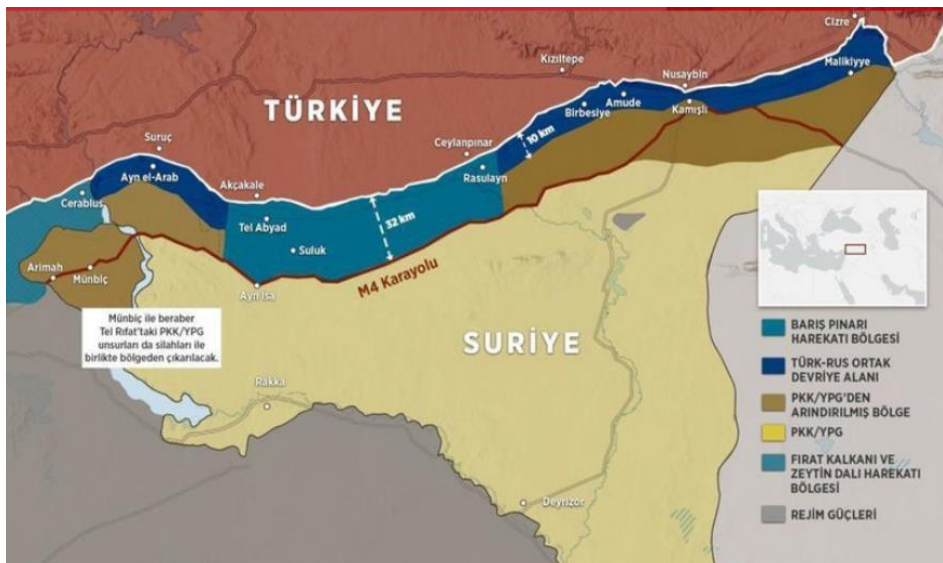 Cizre
Kızıltepe
Nusaybin
Malikiyye
TÜRKİYE
Amude
Birbesiye
Kamışlı
Suruç
Ceylanpınar
10 km
Ayn el-Arab
Akçakale
Rasulayn
Cerablus
Tel Abyad
32 km
Suluk
Arimah
Münbiç
M4 Karayolu
Ayn İsa
Münbiç ile beraber
Tel Rıfat'taki PKK/YPG
unsurları da silahları ile
birlikte bölgeden çıkarılacak.
SURİYE
Rakka
Deyrizor
BARIŞ PINARI
HAREKATI BÖLGESİ
TÜRK-RUS ORTAK
DEVRİYE ALANI
PKK/YPG'DEN
ARINDIRILMIŞ BÖLGE
PKK/YPG
FIRAT KALKANI VE
ZEYTİN DALI HAREKATI
BÖLGESİ
REJİM GÜÇLERİ